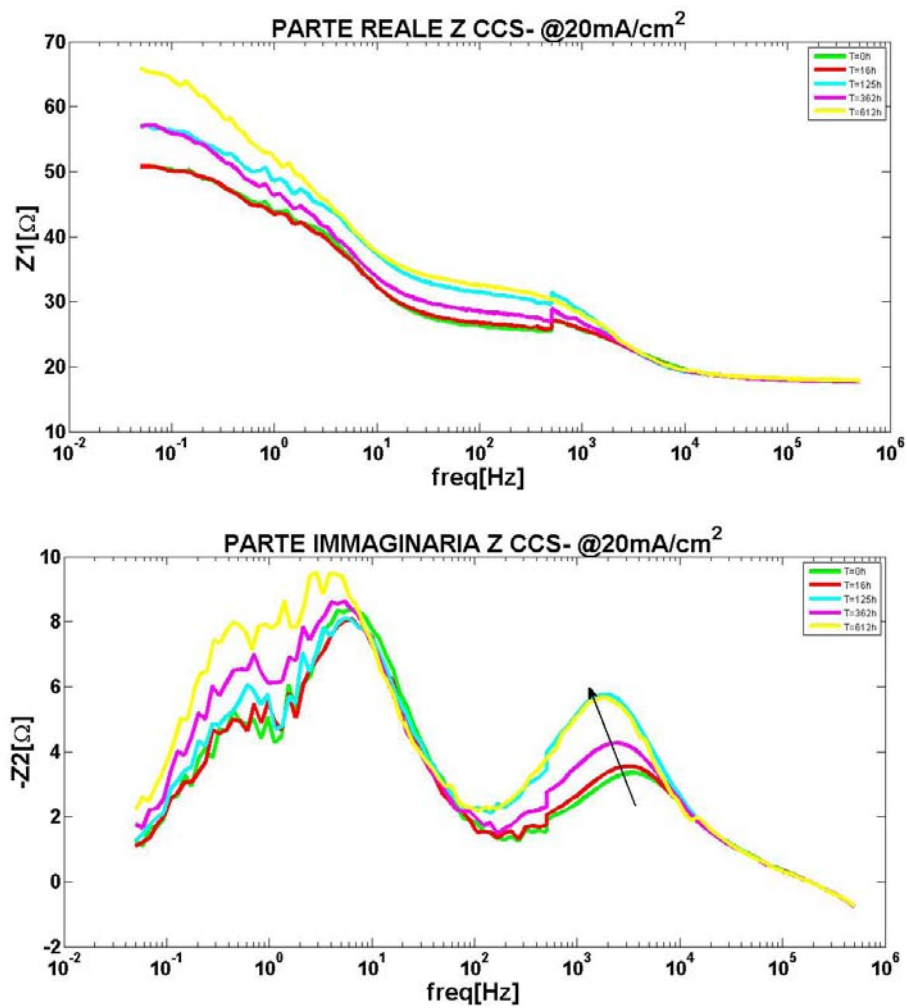 PARTE REALE Z CCS- @20mA/cm²
70
60
50
40
30
20
10
Z1[Ω]
T=0h
T=16h
T=125h
T=362h
T=612h
10⁻² 10⁻¹ 10⁰ 10¹ 10² 10³ 10⁴ 10⁵ 10⁶
freq[Hz]
PARTE IMMAGINARIA Z CCS- @20mA/cm²
10
8
6
4
2
0
-2
-Z2[Ω]
T=0h
T=16h
T=125h
T=362h
T=612h
10⁻² 10⁻¹ 10⁰ 10¹ 10² 10³ 10⁴ 10⁵ 10⁶
freq[Hz]